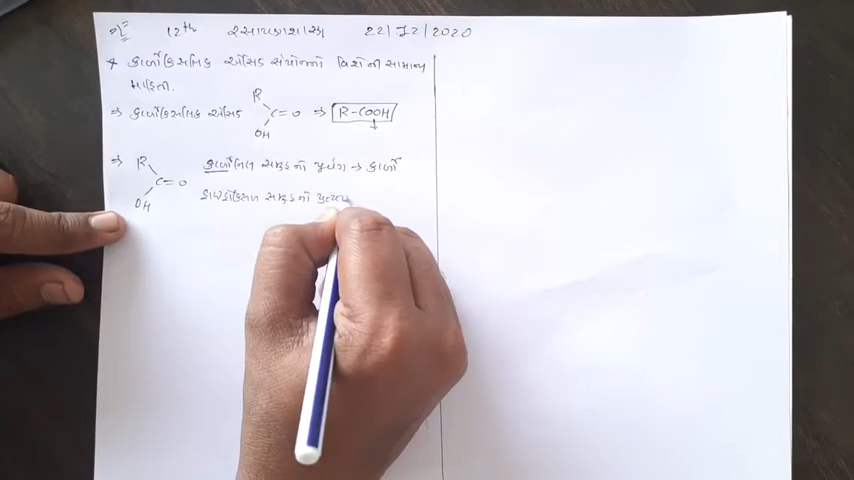 12th રસાયણશાસ્ત્ર 22/12/2020
* કાર્બોક્સિલિક એસિડ સંયોજનો વિશેની સામાન્ય
માહિતી.
⇒ કાર્બોક્સિલિક એસિડ R C=O OH ⇒ R-COOH
⇒ R C=O OH કાર્બોનિલ સમૂહનો પૂર્વગ → કાર્બો
હાઇડ્રોક્સિલ સમૂહનો પ્રત્યય